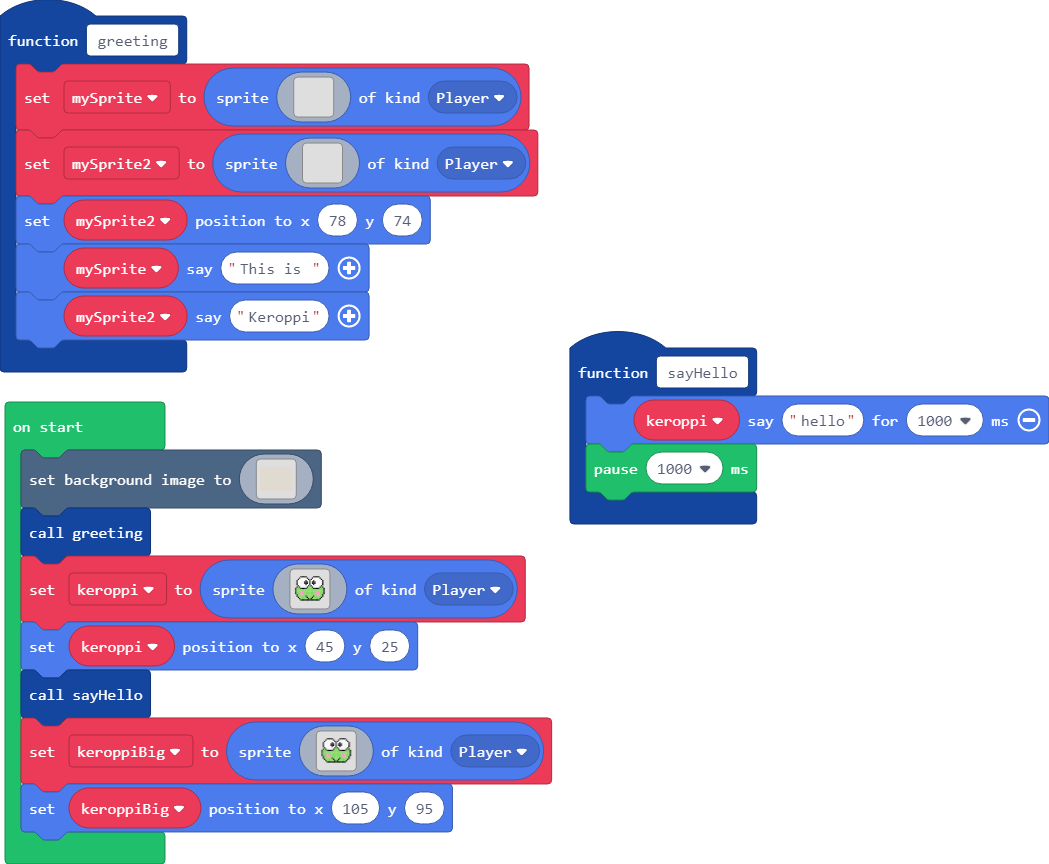 function greeting
set mySprite to sprite of kind Player
set mySprite2 to sprite of kind Player
set mySprite2 position to x 78 y 74
mySprite say "This is "
mySprite2 say "Keroppi"
function sayHello
keroppi say "hello" for 1000 ms
pause 1000 ms
on start
set background image to
call greeting
set keroppi to sprite of kind Player
set keroppi position to x 45 y 25
call sayHello
set keroppiBig to sprite of kind Player
set keroppiBig position to x 105 y 95